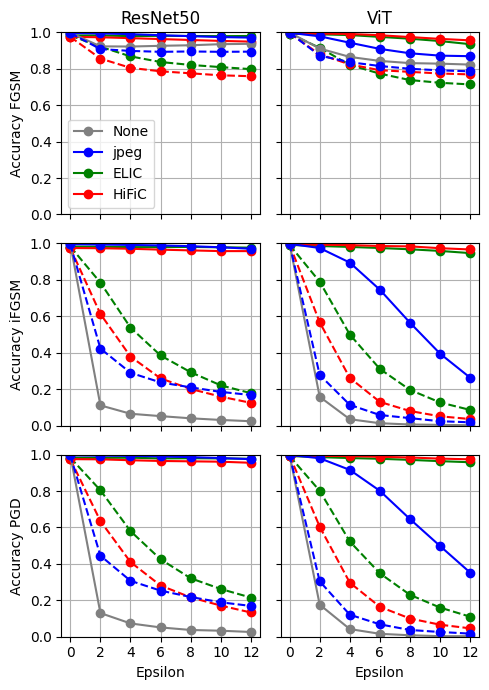 ResNet50 ViT
Accuracy FGSM
1.0
0.8
0.6
0.4
0.2
0.0
None
jpeg
ELIC
HiFiC
Accuracy iFGSM
1.0
0.8
0.6
0.4
0.2
0.0
Accuracy PGD
1.0
0.8
0.6
0.4
0.2
0.0
0 2 4 6 8 10 12 0 2 4 6 8 10 12
Epsilon Epsilon